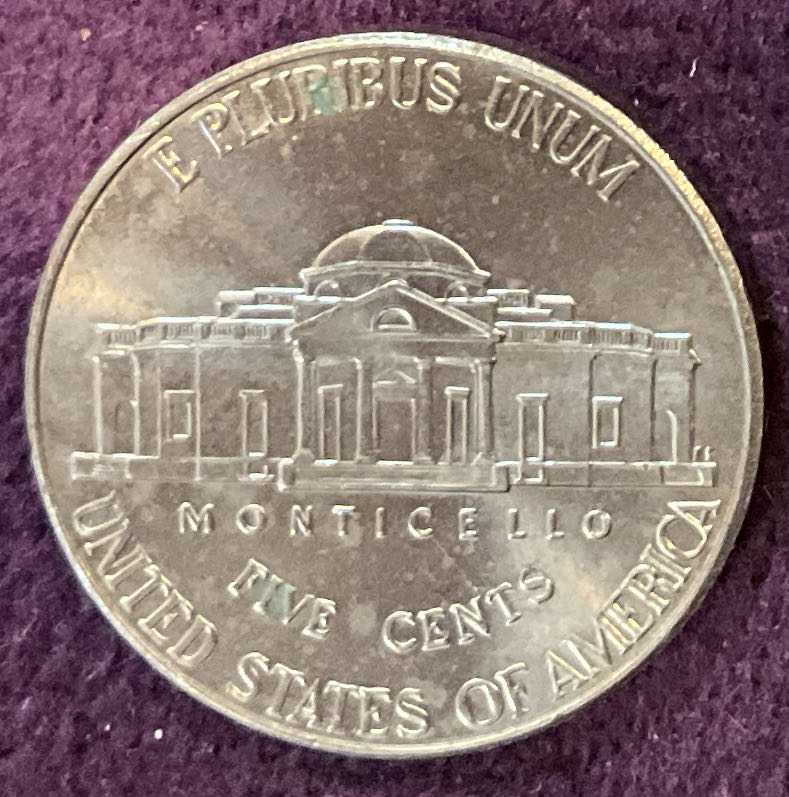 E PLURIBUS UNUM
MONTICELLO
FIVE CENTS
UNITED STATES OF AMERICA